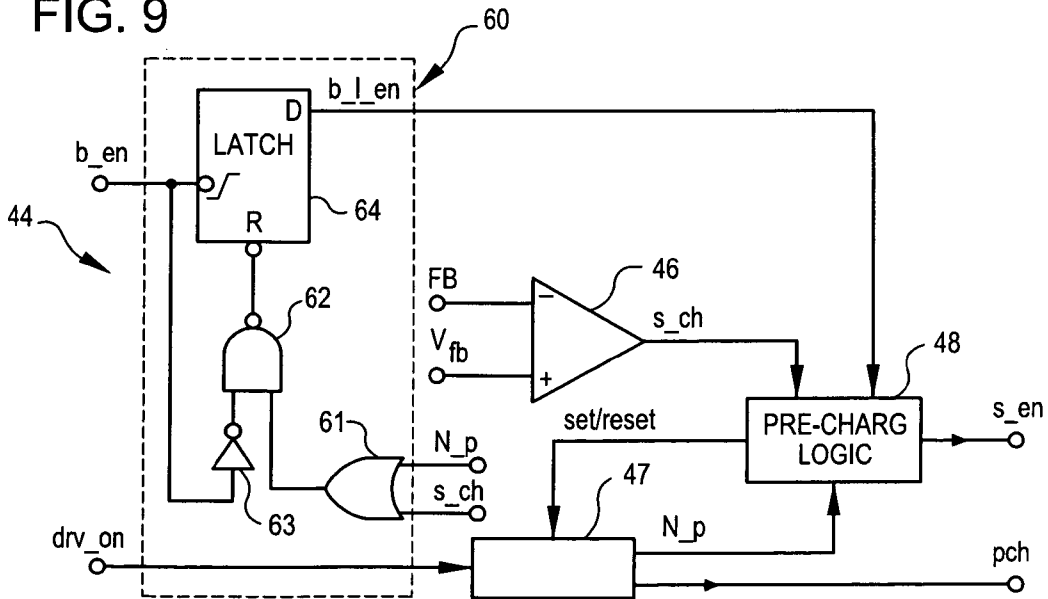 FIG. 9
60
b_l_en
D
LATCH
b_en
64
R
44
62
FB
46
s_ch
V fb
48
− 
+
set/reset
PRE-CHARG
LOGIC
s_en
61
N_p
s_ch
63
47
N_p
drv_on
pch